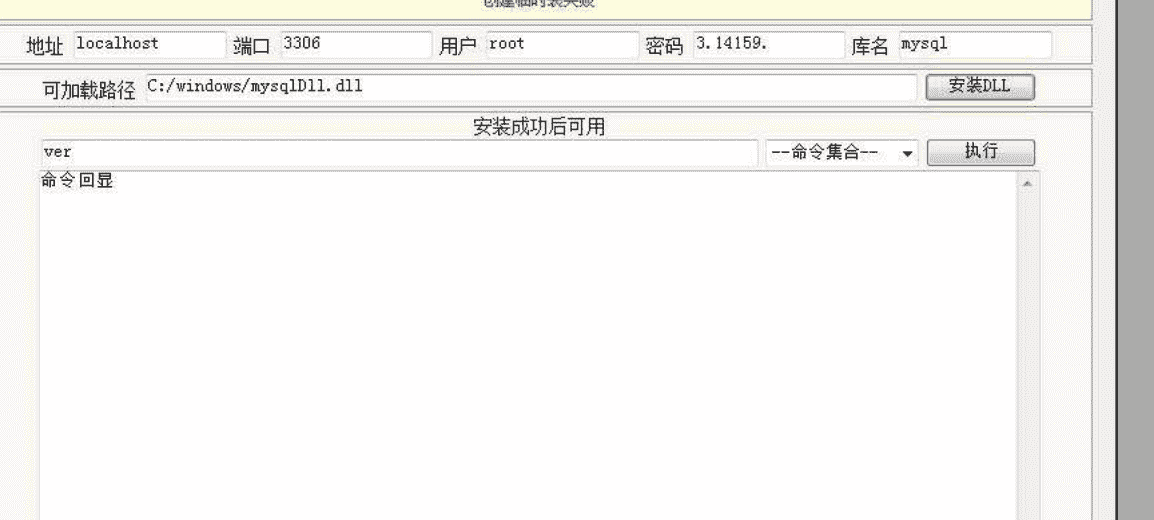 地址 localhost 端口 3306 用户 root 密码 3.14159. 库名 mysql
可加载路径 C:/windows/mysqlDll.dll 安装DLL
安装成功后可用
ver --命令集合-- 执行
命令回显